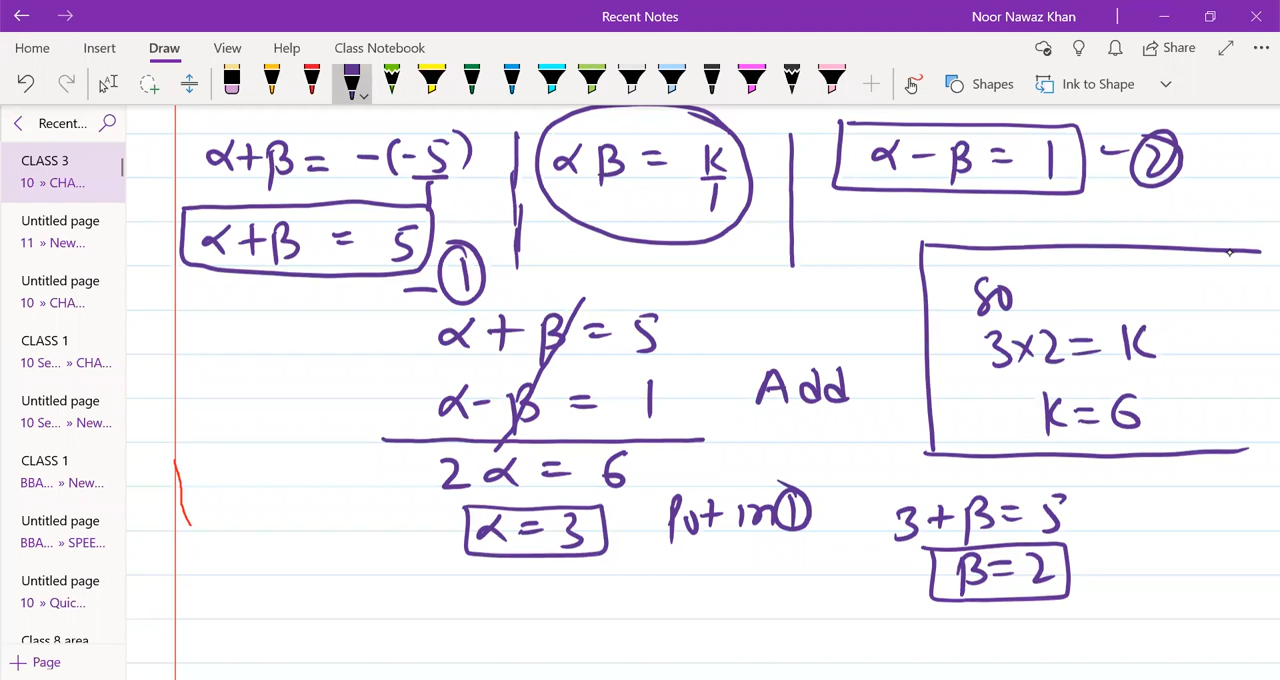 Recent Notes
Noor Nawaz Khan
Home Insert Draw View Help Class Notebook Share
Shapes Ink to Shape
Recent...
CLASS 3
10 » CHA...
Untitled page
11 » New...
Untitled page
10 » CHA...
CLASS 1
10 Se... » CHA...
Untitled page
10 Se... » New...
CLASS 1
BBA... » New...
Untitled page
BBA... » SPEE...
Untitled page
10 » Quic...
Class 8 area
Page
α+β = -(-5)/1
α+β = 5 - ①
αβ = K/1
α-β = 1 - ②
α + β = 5
α - β = 1
Add
2α = 6
α = 3
Put in ①
3 + β = 5
β = 2
So
3×2 = K
K = 6